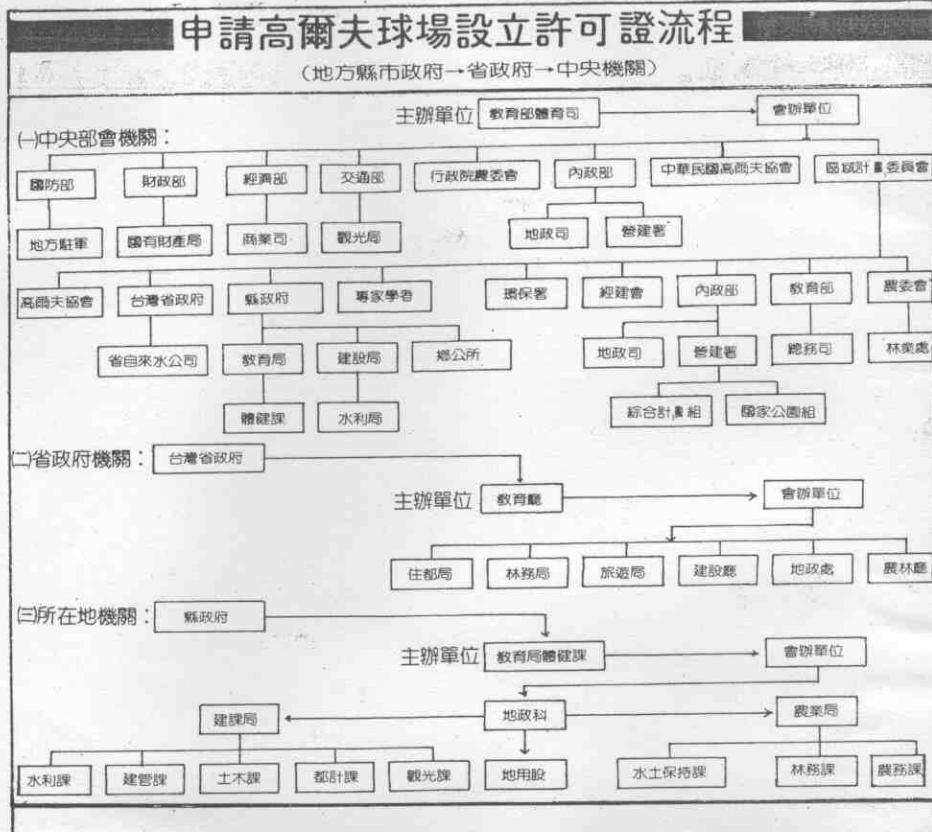 申請高爾夫球場設立許可證流程
(地方縣市政府→省政府→中央機關)
主辦單位 教育部體育司 會辦單位
㈠中央部會機關：
國防部 財政部 經濟部 交通部 行政院農委會 內政部 中華民國高爾夫協會 區域計畫委員會
地方駐軍 國有財產局 商業司 觀光局 地政司 營建署
高爾夫協會 台灣省政府 縣政府 專家學者 環保署 經建會 內政部 教育部 農委會
省自來水公司 教育局 建設局 鄉公所 地政司 營建署 總務司 林業處
體健課 水利局 綜合計畫組 國家公園組
㈡省政府機關： 台灣省政府
主辦單位 教育廳 會辦單位
住都局 林務局 旅遊局 建設廳 地政處 農林廳
㈢所在地機關： 縣政府
主辦單位 教育局體健課 會辦單位
建課局 地政科 農業局
水利課 建管課 土木課 都計課 觀光課 地用股 水土保持課 林務課 農務課